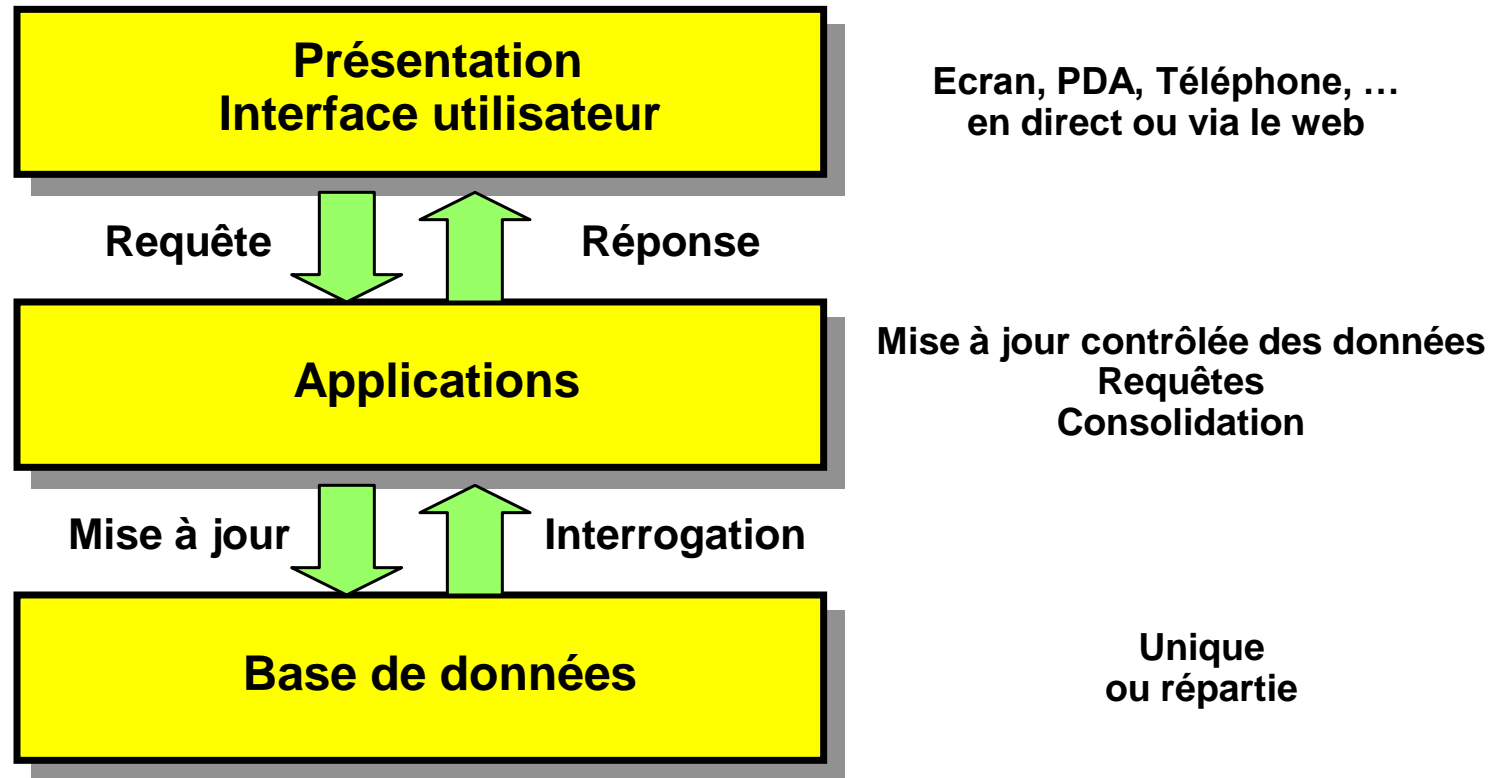 Présentation
Interface utilisateur
Ecran, PDA, Téléphone, …
en direct ou via le web
Requête
Réponse
Applications
Mise à jour contrôlée des données
Requêtes
Consolidation
Mise à jour
Interrogation
Base de données
Unique
ou répartie